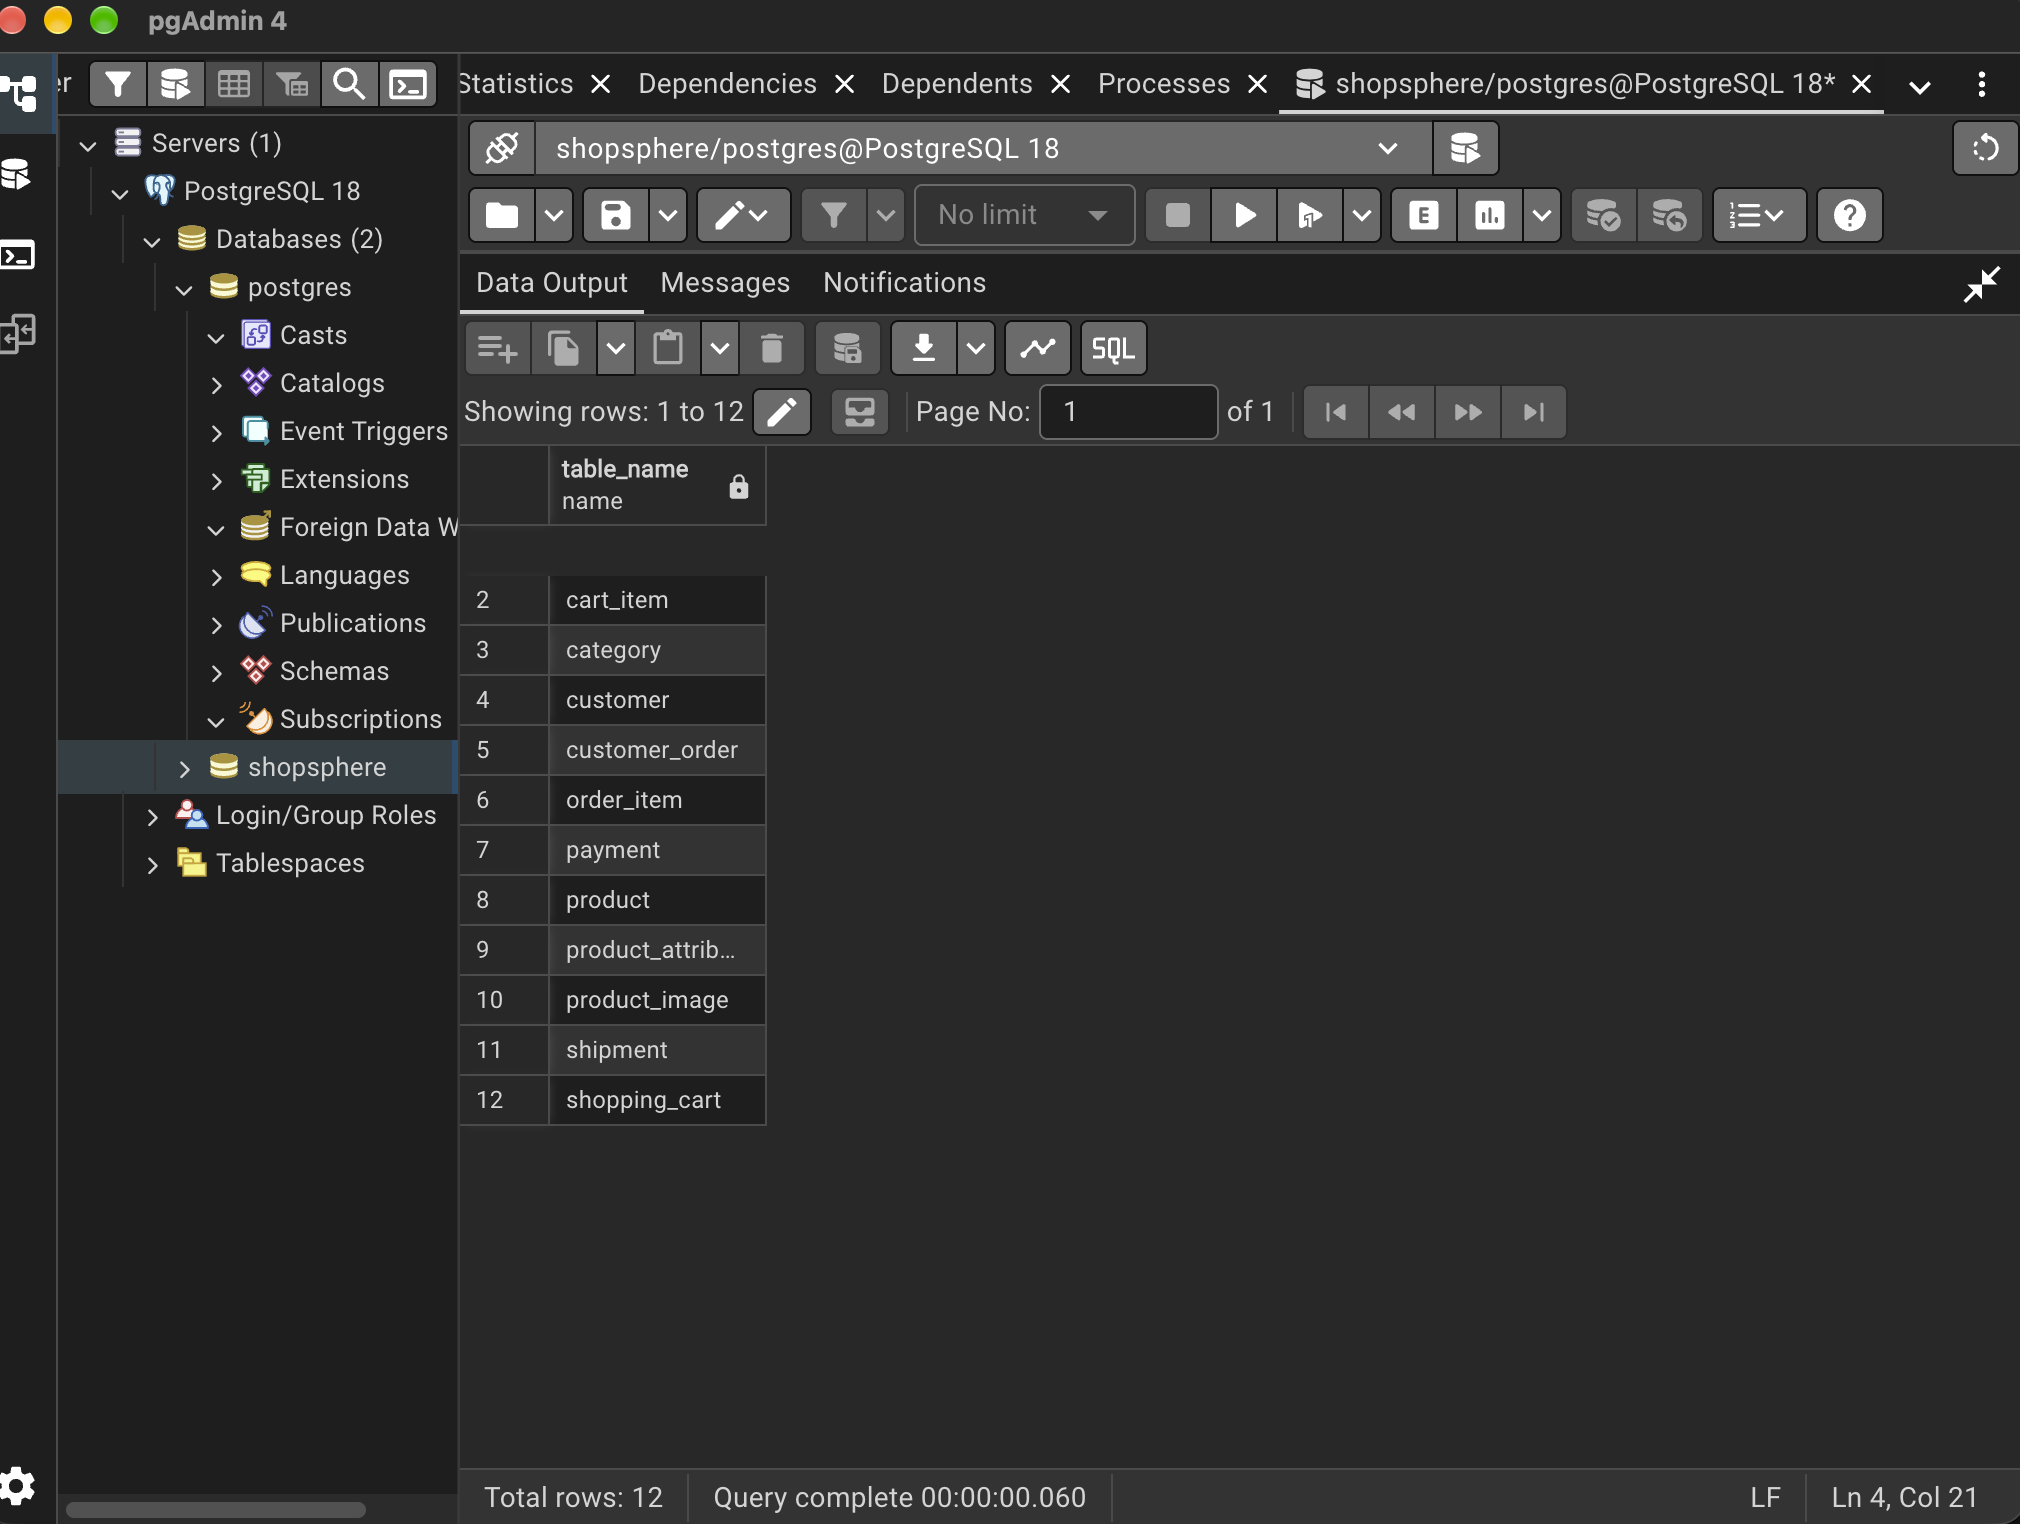 pgAdmin 4
er
Statistics
Dependencies
Dependents
Processes
shopsphere/postgres@PostgreSQL 18*
Servers (1)
PostgreSQL 18
Databases (2)
postgres
Casts
Catalogs
Event Triggers
Extensions
Foreign Data W
Languages
Publications
Schemas
Subscriptions
shopsphere
Login/Group Roles
Tablespaces
shopsphere/postgres@PostgreSQL 18
No limit
E
Data Output
Messages
Notifications
SQL
Showing rows: 1 to 12
Page No: 1 of 1
table_name
name
2 cart_item
3 category
4 customer
5 customer_order
6 order_item
7 payment
8 product
9 product_attrib...
10 product_image
11 shipment
12 shopping_cart
Total rows: 12
Query complete 00:00:00.060
LF
Ln 4, Col 21